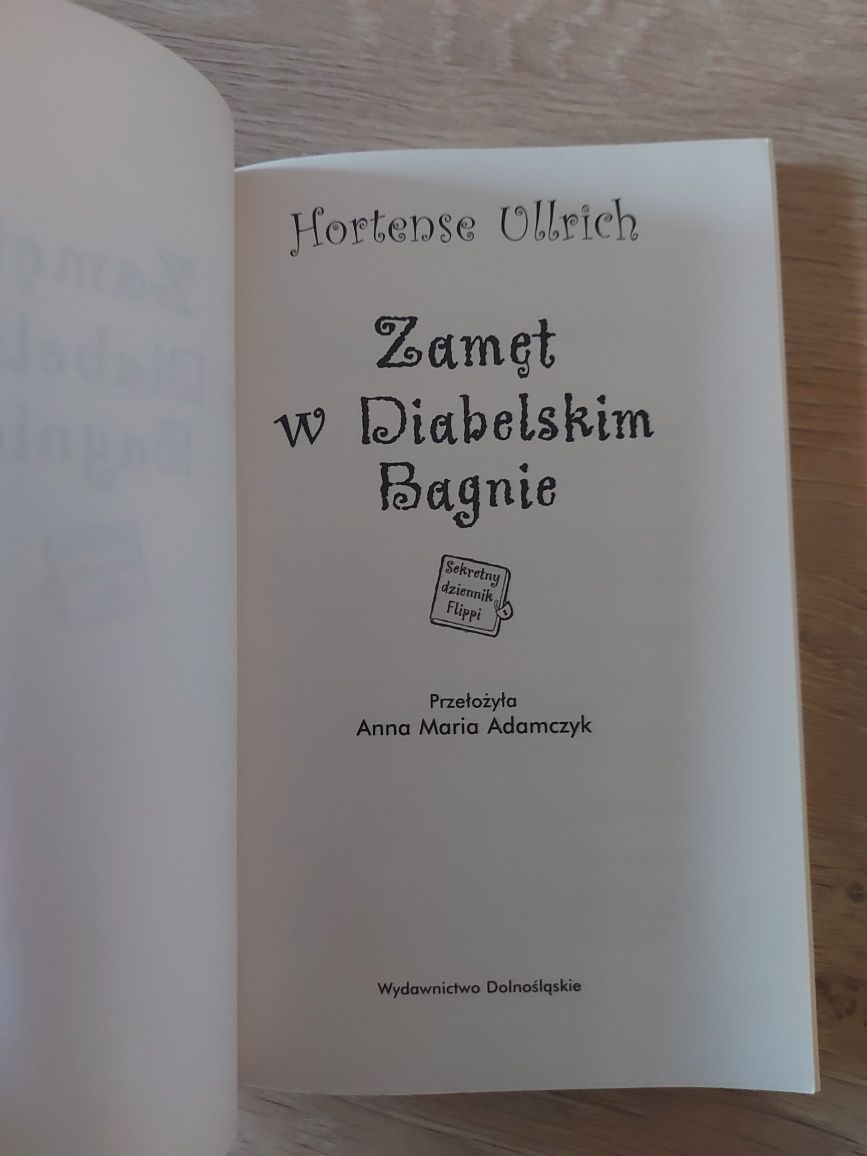 Hortense Ullrich
Zamęt
w Diabelskim
Bagnie
Sekretny
dziennik
Flippi
Przełożyła
Anna Maria Adamczyk
Wydawnictwo Dolnośląskie